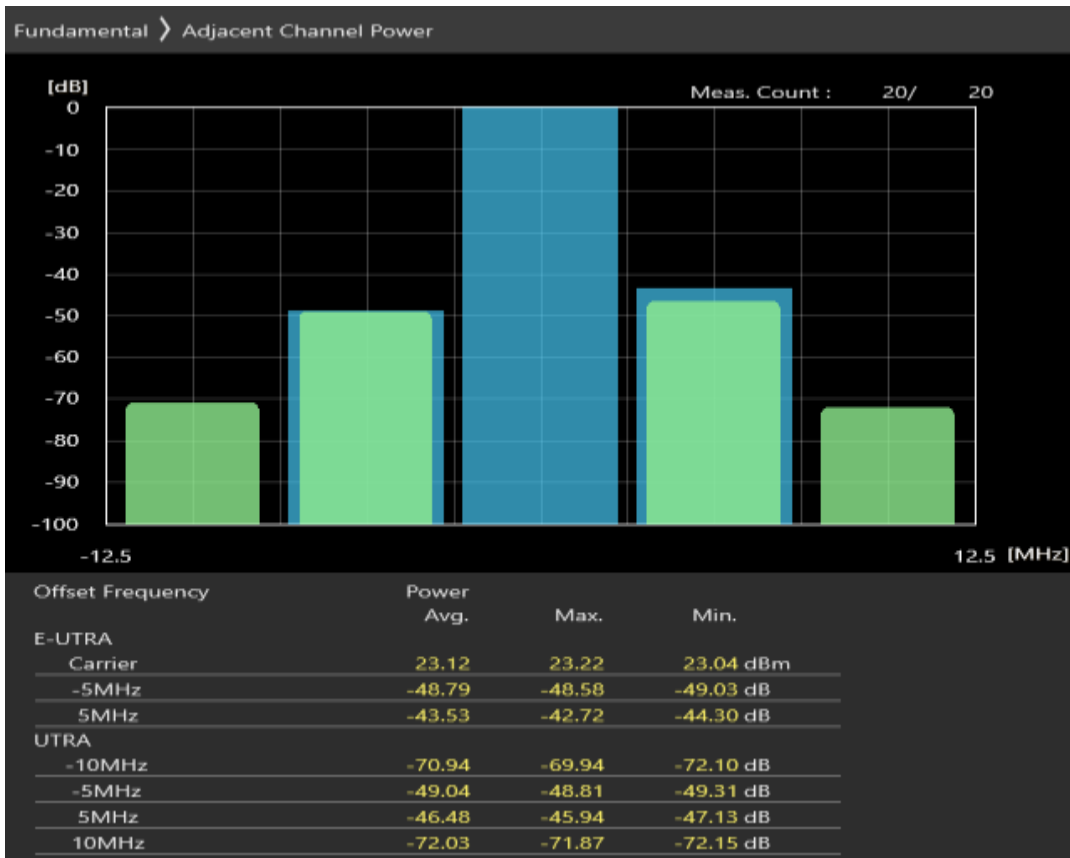 Fundamental 》 Adjacent Channel Power
[dB]
Meas. Count : 20/ 20
0
-10
-20
-30
-40
-50
-60
-70
-80
-90
-100
-12.5 12.5 [MHz]
Offset Frequency Power
Avg. Max. Min.
E-UTRA
Carrier 23.12 23.22 23.04 dBm
-5MHz -48.79 -48.58 -49.03 dB
5MHz -43.53 -42.72 -44.30 dB
UTRA
-10MHz -70.94 -69.94 -72.10 dB
-5MHz -49.04 -48.81 -49.31 dB
5MHz -46.48 -45.94 -47.13 dB
10MHz -72.03 -71.87 -72.15 dB